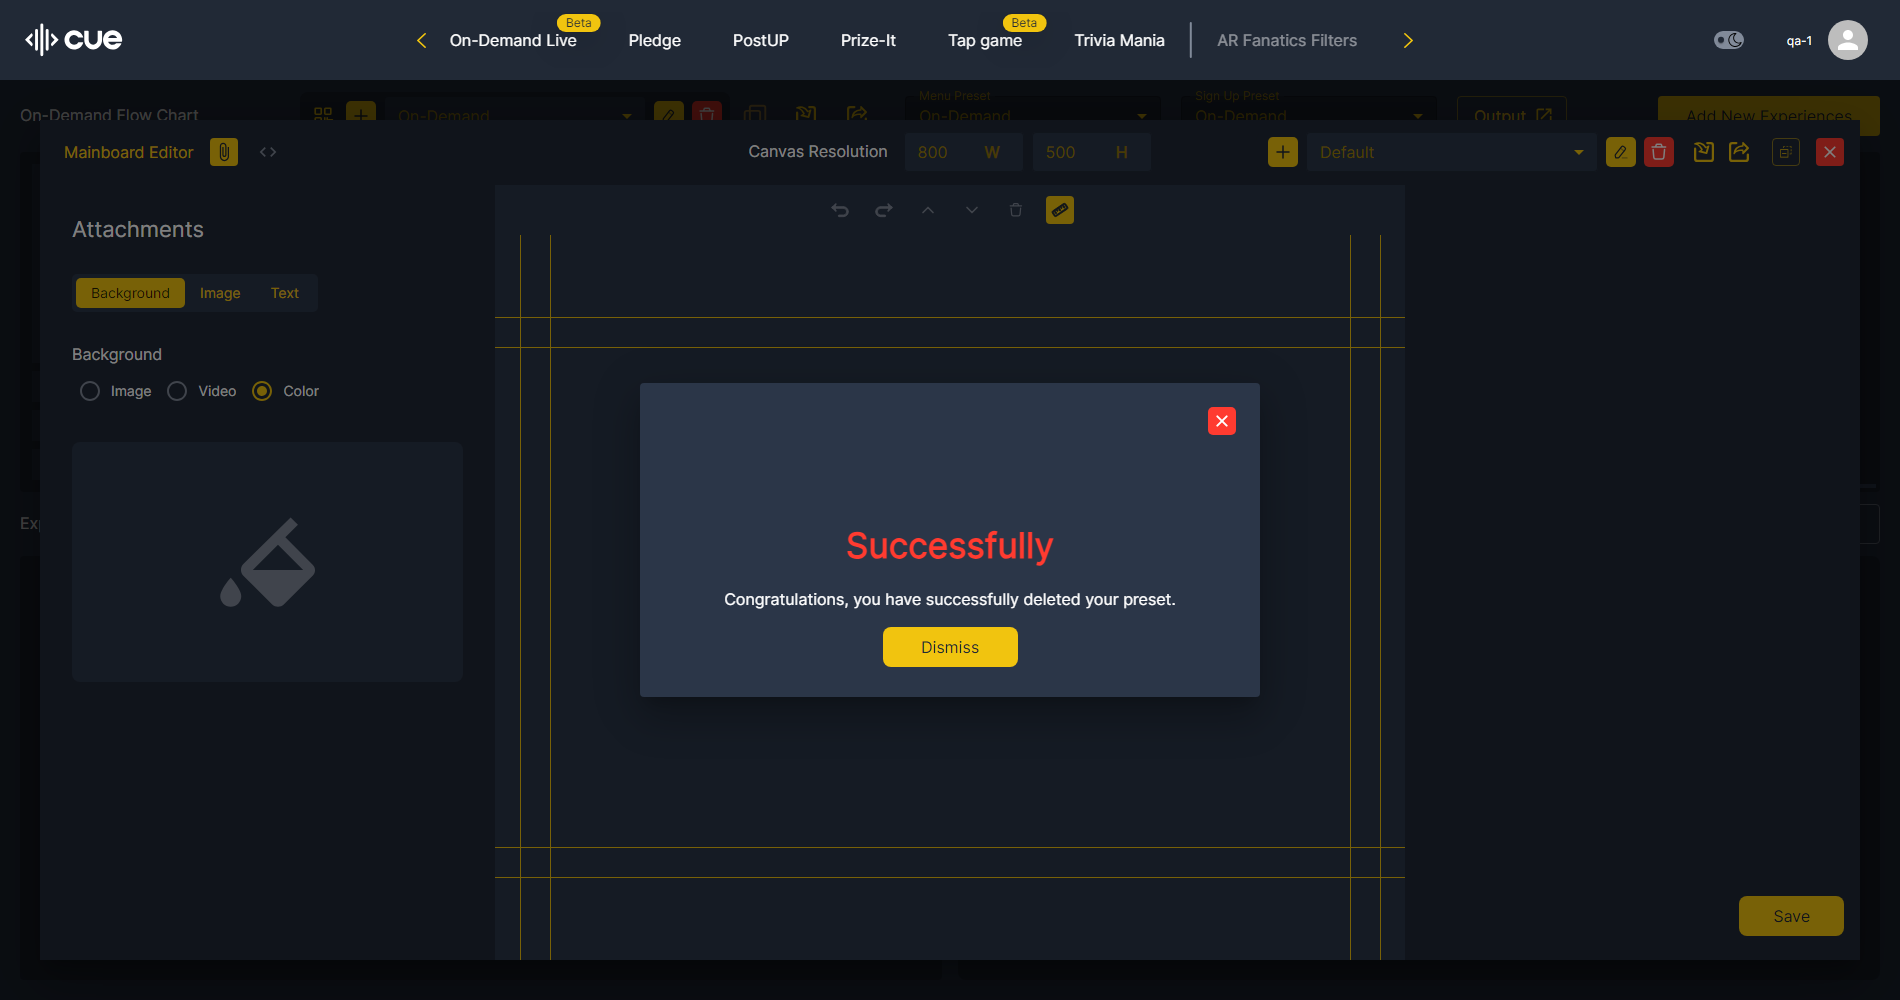 cue
On-Demand Live
Beta
Pledge
PostUP
Prize-It
Tap game
Beta
Trivia Mania
AR Fanatics Filters
qa-1
On-Demand Flow Chart
On-Demand
Menu Preset
On-Demand
Sign Up Preset
On-Demand
Output
Add New Experiences
Mainboard Editor
Canvas Resolution
800 W
500 H
Default
Attachments
Background
Image
Text
Background
Image
Video
Color
Successfully
Congratulations, you have successfully deleted your preset.
Dismiss
Save